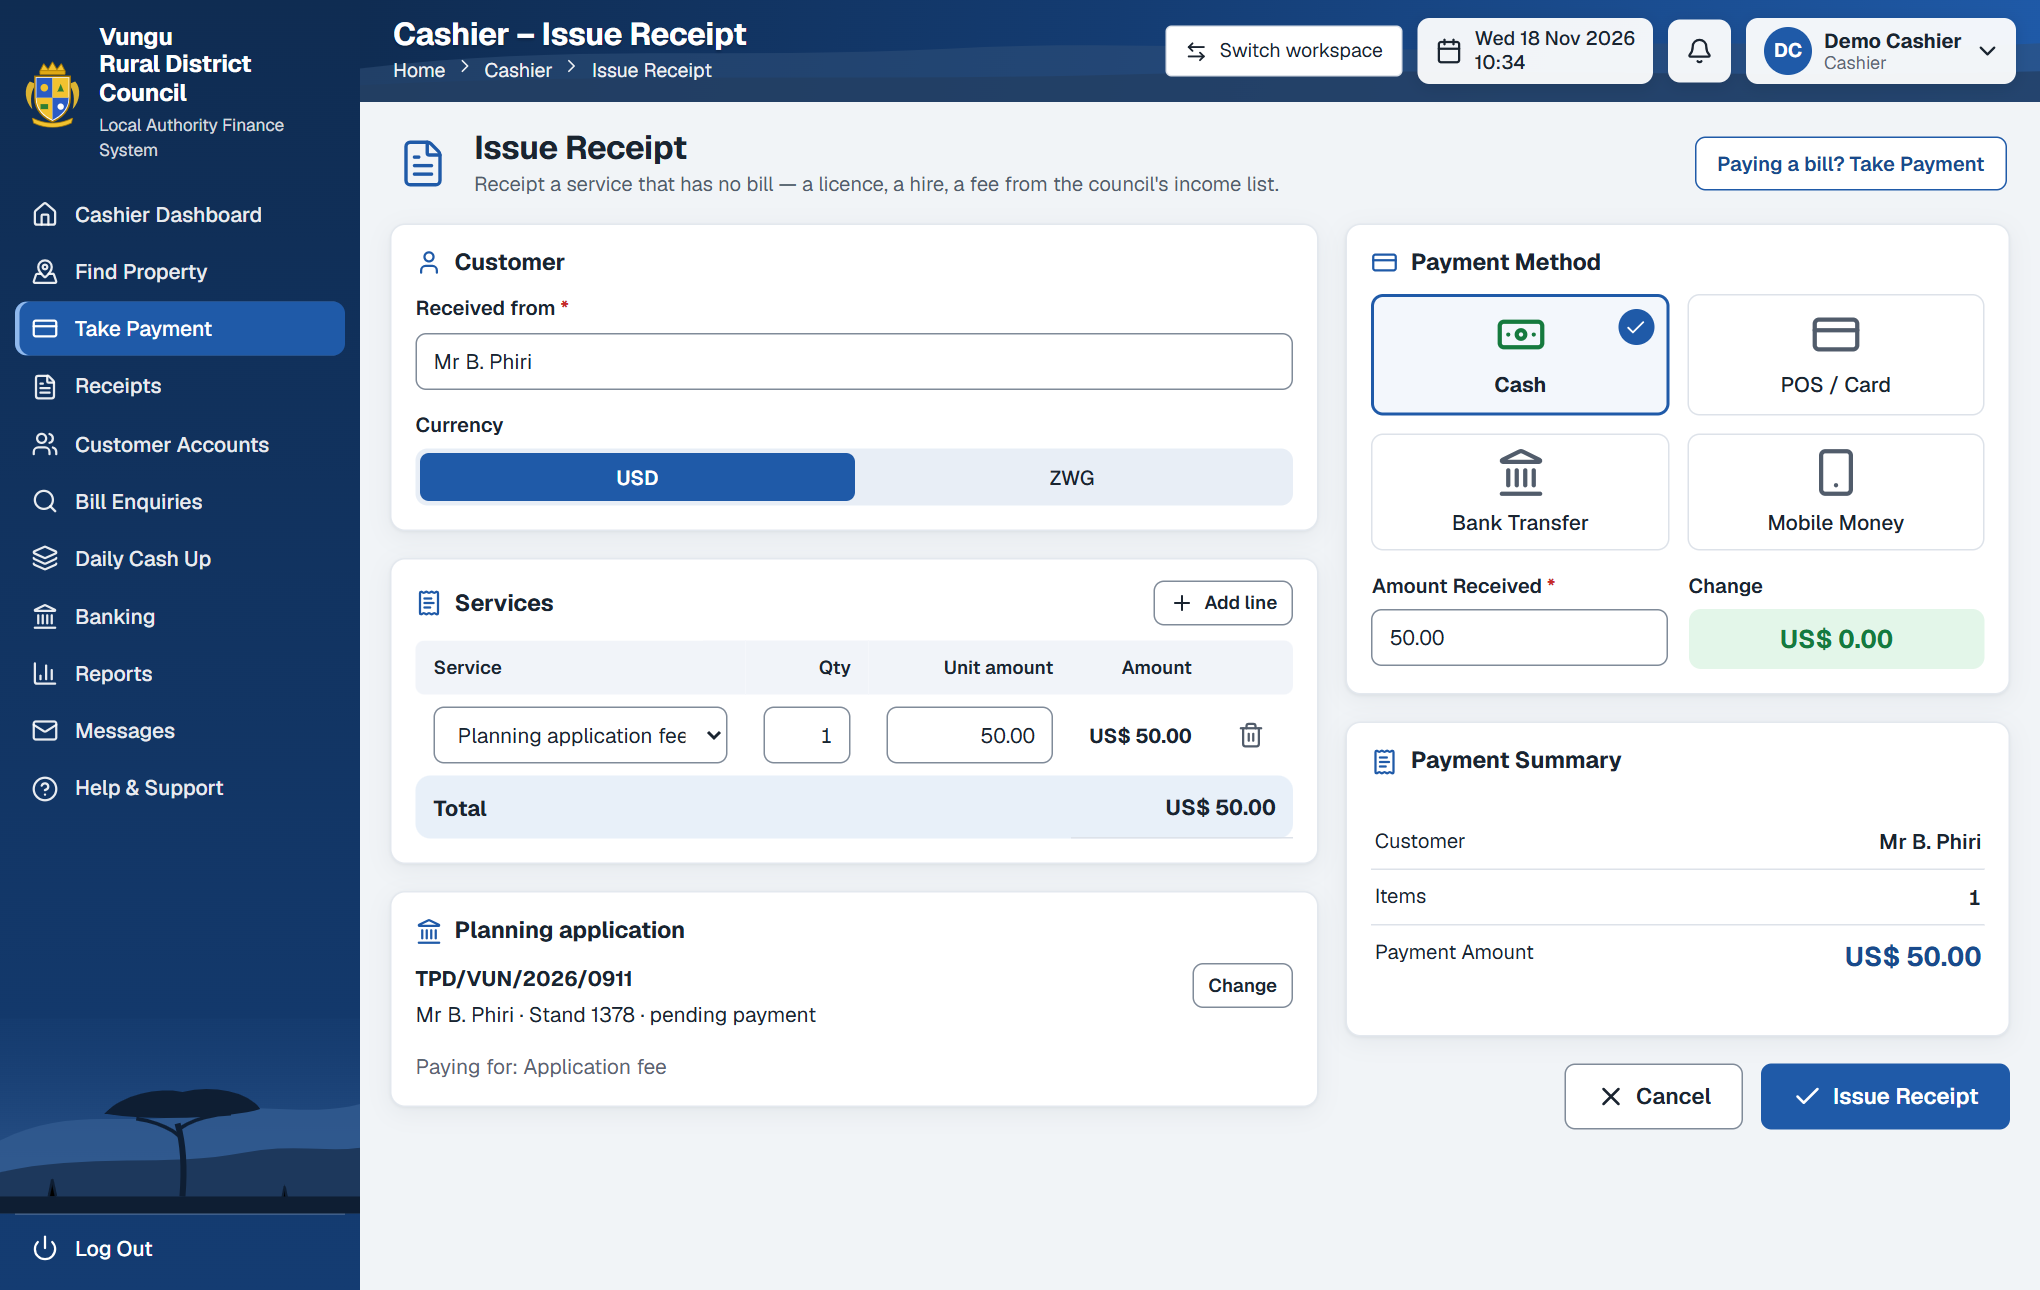 Vungu
Rural District
Council
Local Authority Finance
System
Cashier Dashboard
Find Property
Take Payment
Receipts
Customer Accounts
Bill Enquiries
Daily Cash Up
Banking
Reports
Messages
Help & Support
Log Out
Cashier – Issue Receipt
Home > Cashier > Issue Receipt
Switch workspace
Wed 18 Nov 2026
10:34
DC
Demo Cashier
Cashier
Issue Receipt
Receipt a service that has no bill — a licence, a hire, a fee from the council's income list.
Paying a bill? Take Payment
Customer
Received from *
Mr B. Phiri
Currency
USD ZWG
Services
Add line
Service Qty Unit amount Amount
Planning application fee 1 50.00 US$ 50.00
Total US$ 50.00
Planning application
TPD/VUN/2026/0911
Mr B. Phiri · Stand 1378 · pending payment
Change
Paying for: Application fee
Payment Method
Cash
POS / Card
Bank Transfer
Mobile Money
Amount Received * Change
50.00 US$ 0.00
Payment Summary
Customer Mr B. Phiri
Items 1
Payment Amount US$ 50.00
Cancel
Issue Receipt